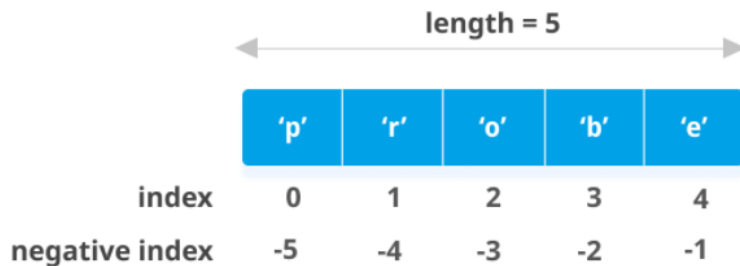 length = 5
‘p’ ‘r’ ‘o’ ‘b’ ‘e’
index 0 1 2 3 4
negative index -5 -4 -3 -2 -1